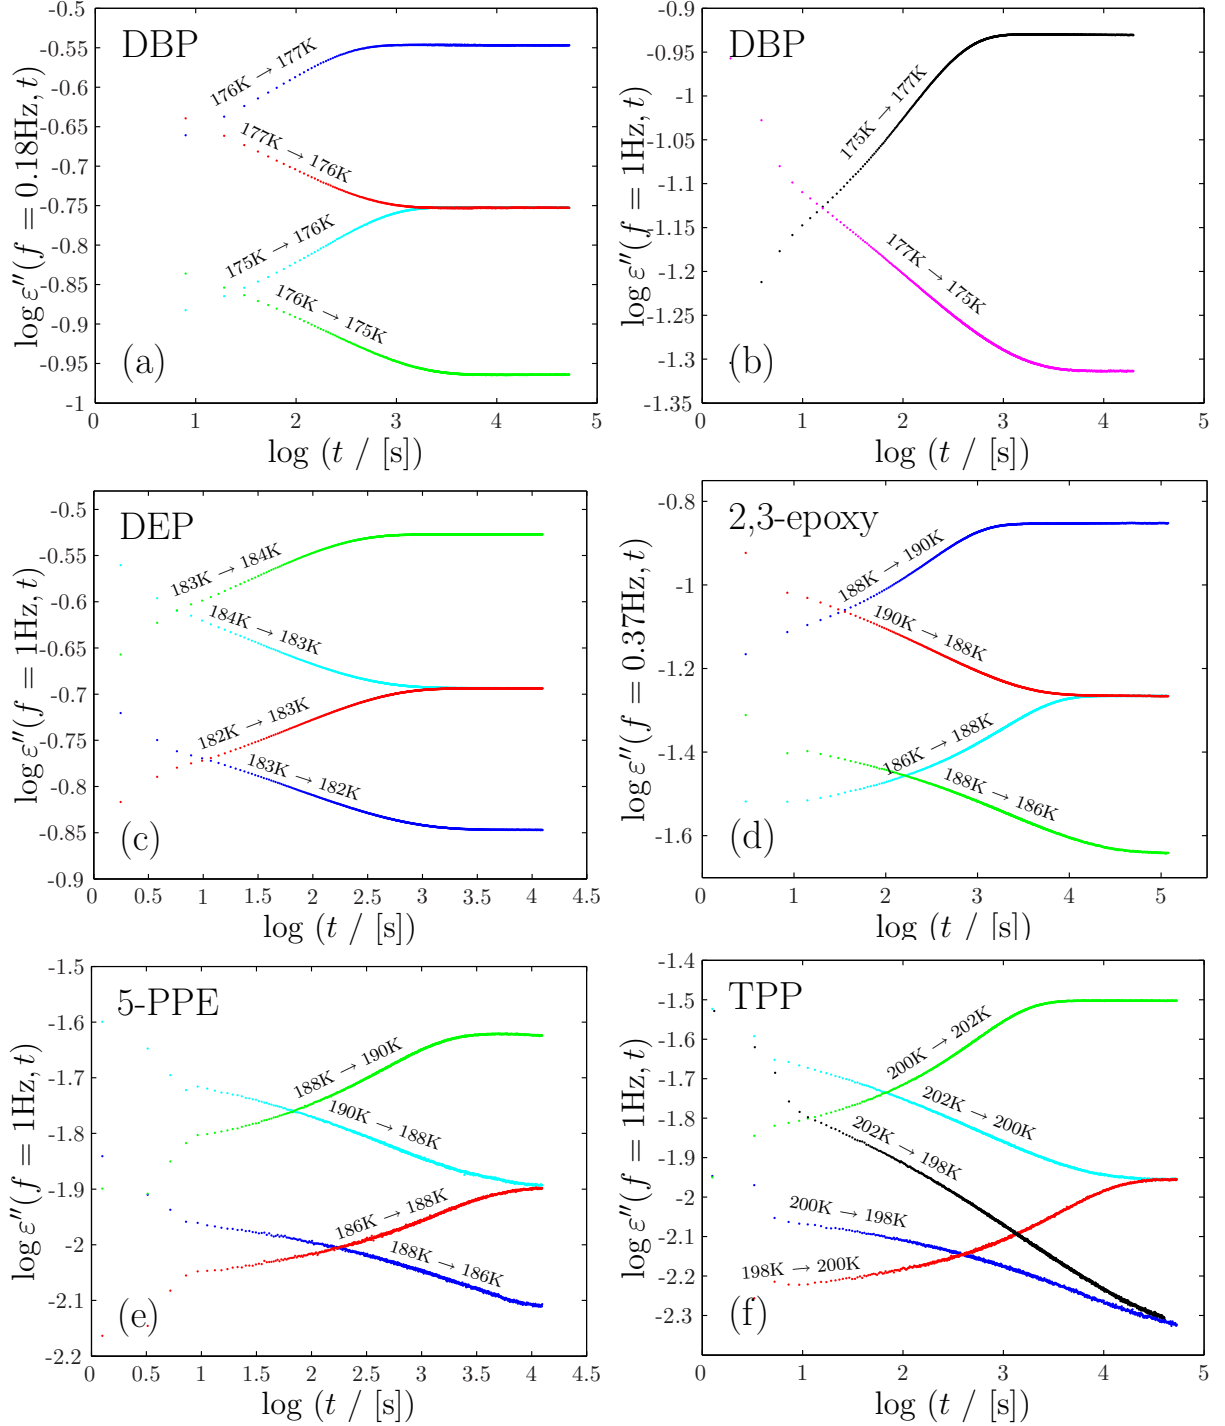 DBP
176K → 177K
177K → 176K
175K → 176K
176K → 175K
(a)
-0.55
-0.6
-0.65
-0.7
-0.75
-0.8
-0.85
-0.9
-0.95
-1
0 1 2 3 4 5
log ε″(f = 0.18Hz, t)
log (t / [s])
DBP
175K → 177K
177K → 175K
(b)
-0.9
-0.95
-1
-1.05
-1.1
-1.15
-1.2
-1.25
-1.3
-1.35
0 1 2 3 4 5
log ε″(f = 1Hz, t)
log (t / [s])
DEP
183K → 184K
184K → 183K
182K → 183K
183K → 182K
(c)
-0.5
-0.55
-0.6
-0.65
-0.7
-0.75
-0.8
-0.85
-0.9
0 0.5 1 1.5 2 2.5 3 3.5 4 4.5
log ε″(f = 1Hz, t)
log (t / [s])
2,3-epoxy
188K → 190K
190K → 188K
186K → 188K
188K → 186K
(d)
-0.8
-1
-1.2
-1.4
-1.6
0 1 2 3 4 5
log ε″(f = 0.37Hz, t)
log (t / [s])
5-PPE
188K → 190K
190K → 188K
186K → 188K
188K → 186K
(e)
-1.5
-1.6
-1.7
-1.8
-1.9
-2
-2.1
-2.2
0 0.5 1 1.5 2 2.5 3 3.5 4 4.5
log ε″(f = 1Hz, t)
log (t / [s])
TPP
200K → 202K
202K → 200K
202K → 198K
200K → 198K
198K → 200K
(f)
-1.4
-1.5
-1.6
-1.7
-1.8
-1.9
-2
-2.1
-2.2
-2.3
0 1 2 3 4 5
log ε″(f = 1Hz, t)
log (t / [s])